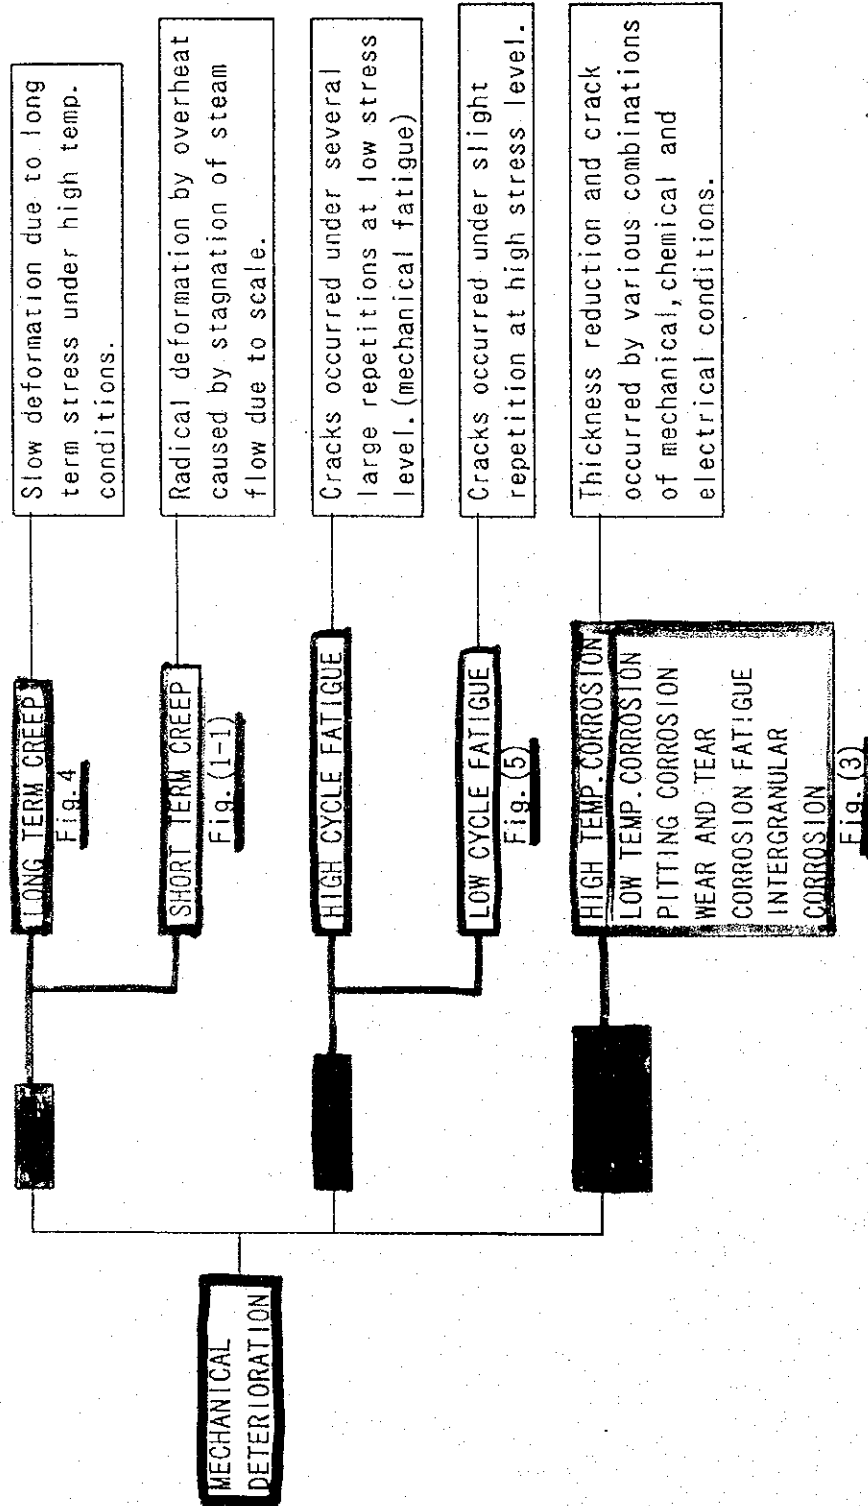 MECHANICAL
DETERIORATION
LONG TERM CREEP
Fig.4
Slow deformation due to long
term stress under high temp.
conditions.
SHORT TERM CREEP
Fig.(1-1)
Radical deformation by overheat
caused by stagnation of steam
flow due to scale.
HIGH CYCLE FATIGUE
Cracks occurred under several
large repetitions at low stress
level.(mechanical fatigue)
LOW CYCLE FATIGUE
Fig.(5)
Cracks occurred under slight
repetition at high stress level.
HIGH TEMP.CORROSION
LOW TEMP.CORROSION
PITTING CORROSION
WEAR AND TEAR
CORROSION FATIGUE
INTERGRANULAR
CORROSION
Fig.(3)
Thickness reduction and crack
occurred by various combinations
of mechanical,chemical and
electrical conditions.